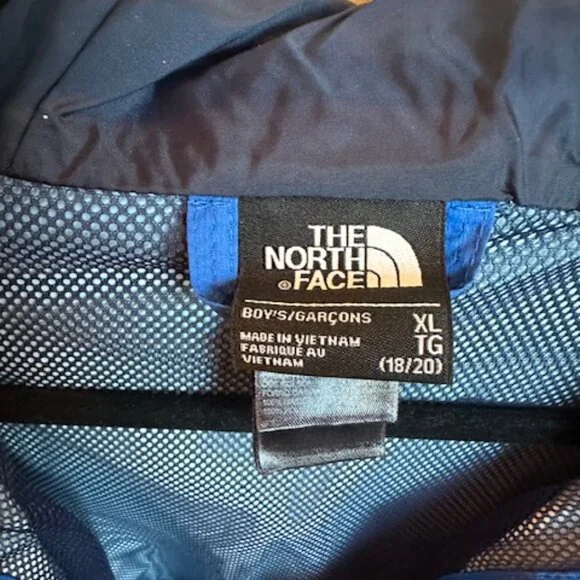 THE
NORTH
FACE
BOY'S/GARÇONS
XL
MADE IN VIETNAM
TG
FABRIQUÉ AU
VIETNAM
(18/20)